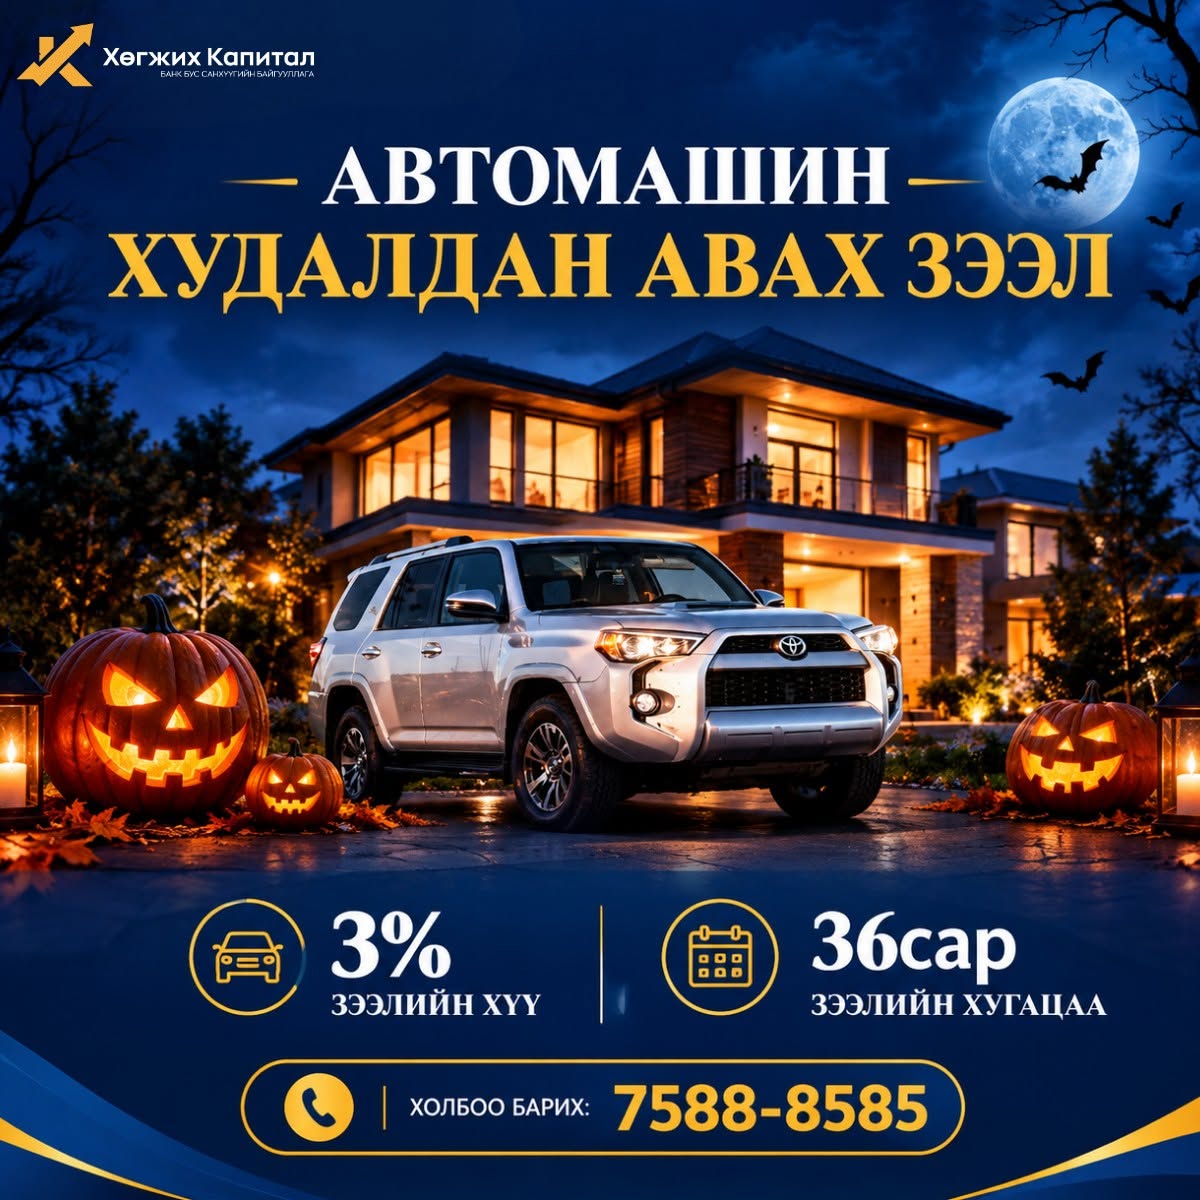 Хөгжих Капитал
БАНК БУС САНХҮҮГИЙН БАЙГУУЛЛАГА
АВТОМАШИН
ХУДАЛДАН АВАХ ЗЭЭЛ
3%
ЗЭЭЛИЙН ХҮҮ
36сар
ЗЭЭЛИЙН ХУГАЦАА
ХОЛБОО БАРИХ: 7588-8585